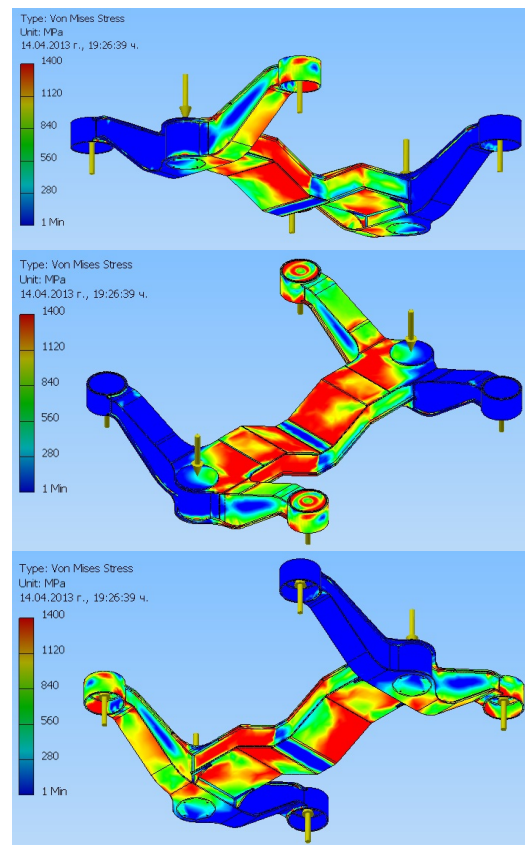 Type: Von Mises Stress
Unit: MPa
14.04.2013 г., 19:26:39 ч.
1400
1120
840
560
280
1 Min
Type: Von Mises Stress
Unit: MPa
14.04.2013 г., 19:26:39 ч.
1400
1120
840
560
280
1 Min
Type: Von Mises Stress
Unit: MPa
14.04.2013 г., 19:26:39 ч.
1400
1120
840
560
280
1 Min